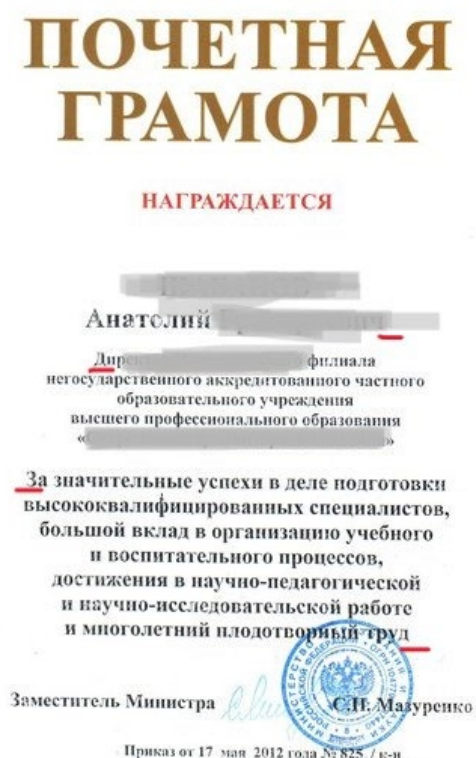 ПОЧЕТНАЯ
ГРАМОТА
НАГРАЖДАЕТСЯ
Анатолий
филиала
негосударственного аккредитованного частного
образовательного учреждения
высшего профессионального образования
«»
За значительные успехи в деле подготовки
высококвалифицированных специалистов,
большой вклад в организацию учебного
и воспитательного процессов,
достижения в научно-педагогической
и научно-исследовательской работе
и многолетний плодотворный труд
Заместитель Министра С.Н. Мазуренко
Приказ от 17 мая 2012 года № 825 / к-н